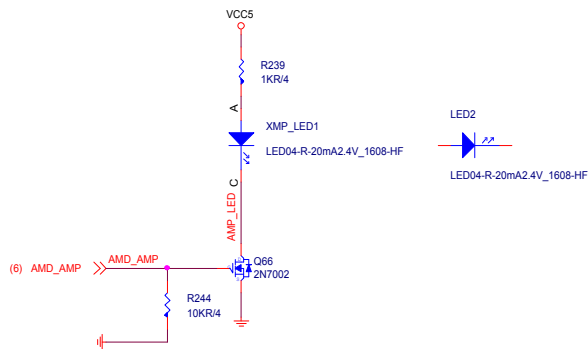 VCC5
R239
1KR/4
A
XMP_LED1
LED04-R-20mA2.4V_1608-HF
LED2
LED04-R-20mA2.4V_1608-HF
C
AMP_LED
(6) AMD_AMP
AMD_AMP
Q66
2N7002
R244
10KR/4